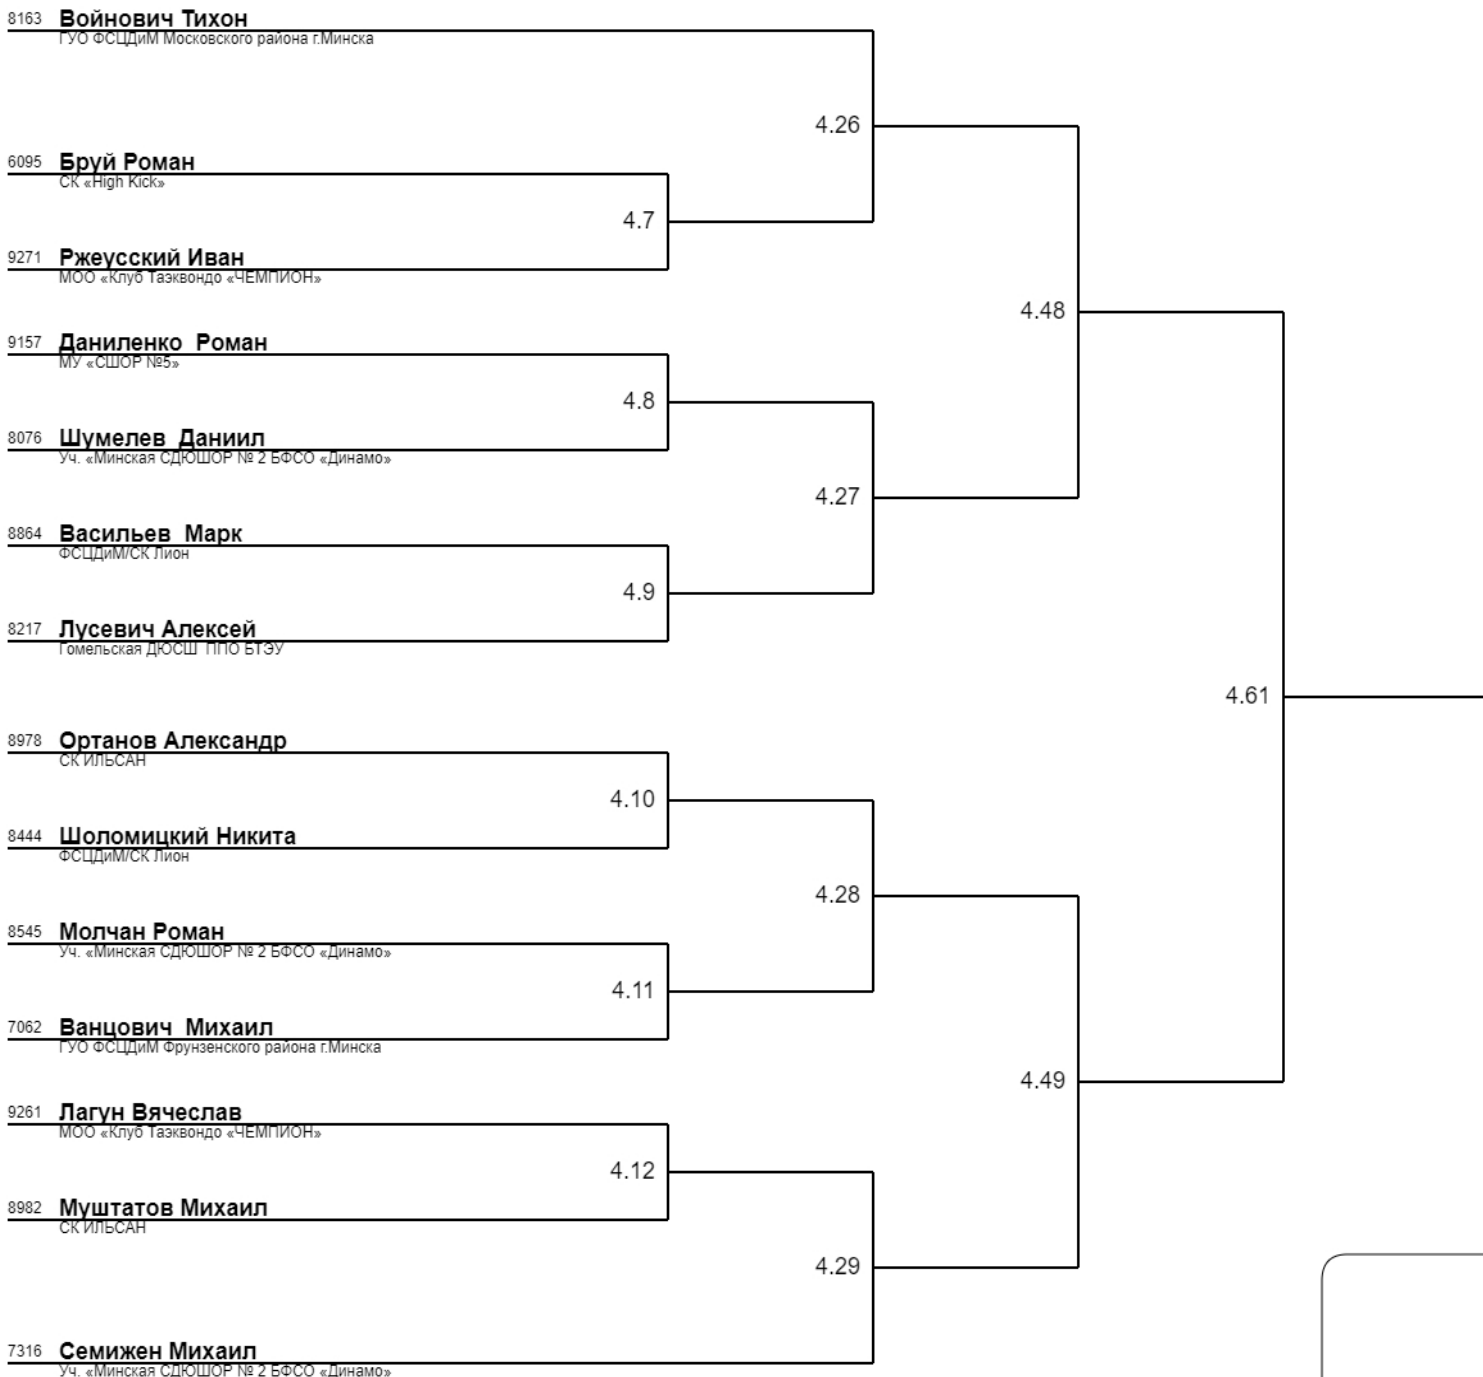 8163 Войнович Тихон
ГУО ФСЦДиМ Московского района г.Минска
4.26
6095 Бруй Роман
СК «High Kick»
4.7
9271 Ржеусский Иван
МОО «Клуб Таэквондо «ЧЕМПИОН»
4.48
9157 Даниленко Роман
МУ «СШОР №5»
4.8
8076 Шумелев Даниил
Уч. «Минская СДЮШОР № 2 БФСО «Динамо»
4.27
8864 Васильев Марк
ФСЦДиМ/СК Лион
4.9
8217 Лусевич Алексей
Гомельская ДЮСШ ППО БТЭУ
4.61
8978 Ортанов Александр
СК ИЛЬСАН
4.10
8444 Шоломицкий Никита
ФСЦДиМ/СК Лион
4.28
8545 Молчан Роман
Уч. «Минская СДЮШОР № 2 БФСО «Динамо»
4.11
7062 Ванцович Михаил
ГУО ФСЦДиМ Фрунзенского района г.Минска
4.49
9261 Лагун Вячеслав
МОО «Клуб Таэквондо «ЧЕМПИОН»
4.12
8982 Муштатов Михаил
СК ИЛЬСАН
4.29
7316 Семижен Михаил
Уч. «Минская СДЮШОР № 2 БФСО «Динамо»